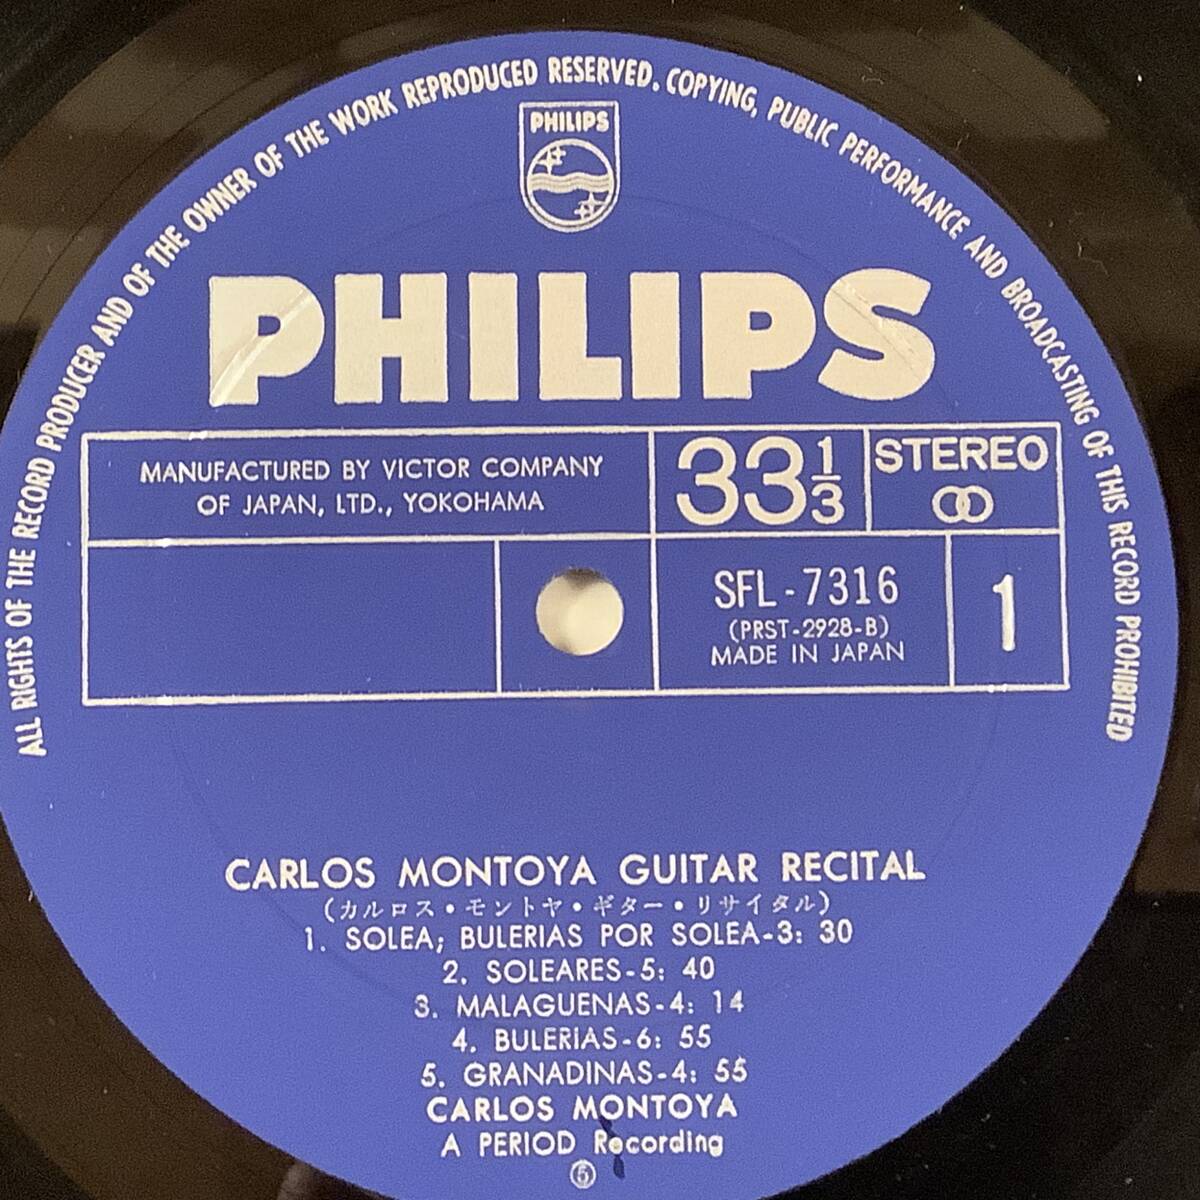 ALL RIGHTS OF THE RECORD PRODUCER AND OF THE OWNER OF THE WORK REPRODUCED RESERVED. COPYING, PUBLIC PERFORMANCE AND BROADCASTING OF THIS RECORD PROHIBITED
PHILIPS
PHILIPS
MANUFACTURED BY VICTOR COMPANY
OF JAPAN, LTD., YOKOHAMA
33 1/3
STEREO
SFL-7316
(PRST-2928-B)
MADE IN JAPAN
1
CARLOS MONTOYA GUITAR RECITAL
(カルロス・モントヤ・ギター・リサイタル)
1. SOLEA; BULERIAS POR SOLEA-3: 30
2. SOLEARES-5: 40
3. MALAGUENAS-4: 14
4. BULERIAS-6: 55
5. GRANADINAS-4: 55
CARLOS MONTOYA
A PERIOD Recording
⑤